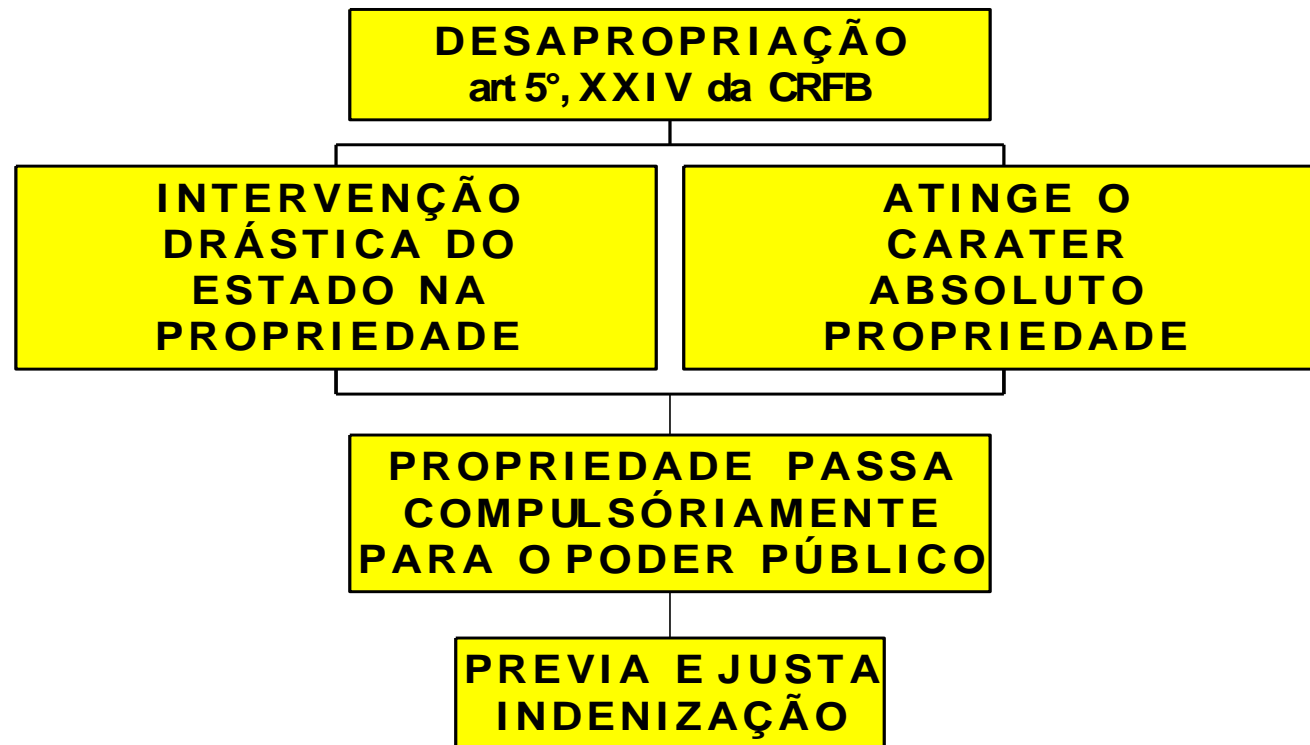 DESAPROPRIAÇÃO
art 5°, XXIV da CRFB
INTERVENÇÃO
DRÁSTICA DO
ESTADO NA
PROPRIEDADE
ATINGE O
CARATER
ABSOLUTO
PROPRIEDADE
PROPRIEDADE PASSA
COMPULSÓRIAMENTE
PARA O PODER PÚBLICO
PREVIA E JUSTA
INDENIZAÇÃO